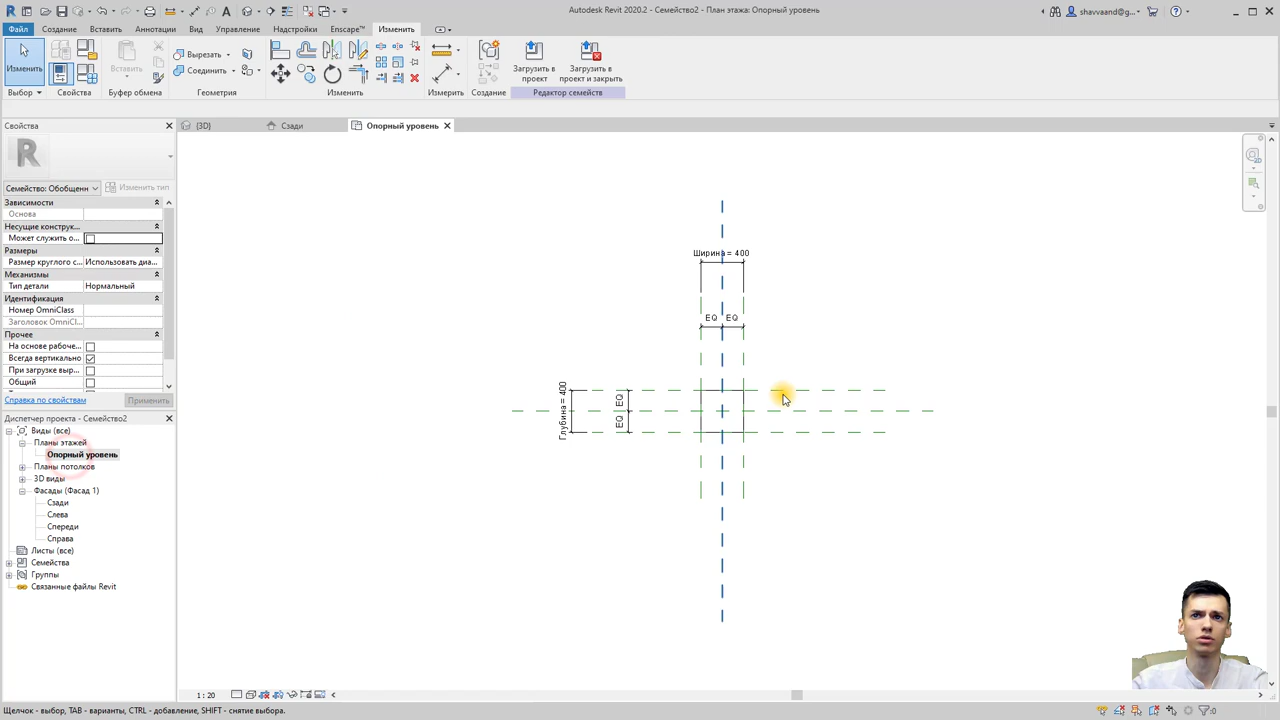 Autodesk Revit 2020.2 - Семейство2 - План этажа: Опорный уровень
shavvaand@g...
Файл Создание Вставить Аннотации Вид Управление Надстройки Enscape™ Изменить
Изменить
Вставить
Вырезать
Соединить
Загрузить в проект
Загрузить в проект и закрыть
Выбор Свойства Буфер обмена Геометрия Изменить Измерить Создание Редактор семейств
Свойства
{3D} Сзади Опорный уровень
R
Семейство: Обобщенн Изменить тип
Зависимости
Основа
Несущие конструк...
Может служить о...
Размеры
Размер круглого с... Использовать диа...
Механизмы
Тип детали Нормальный
Идентификация
Номер OmniClass
Заголовок OmniCl...
Прочее
На основе рабоче...
Всегда вертикально
При загрузке выр...
Общий
Справка по свойствам Применить
Диспетчер проекта - Семейство2
Виды (все)
Планы этажей
Опорный уровень
Планы потолков
3D виды
Фасады (Фасад 1)
Сзади
Слева
Спереди
Справа
Листы (все)
Семейства
Группы
Связанные файлы Revit
Ширина = 400
EQ EQ
Глубина = 400
EQ
EQ
1 : 20
Щелчок - выбор, TAB - варианты, CTRL - добавление, SHIFT - снятие выбора.
:0